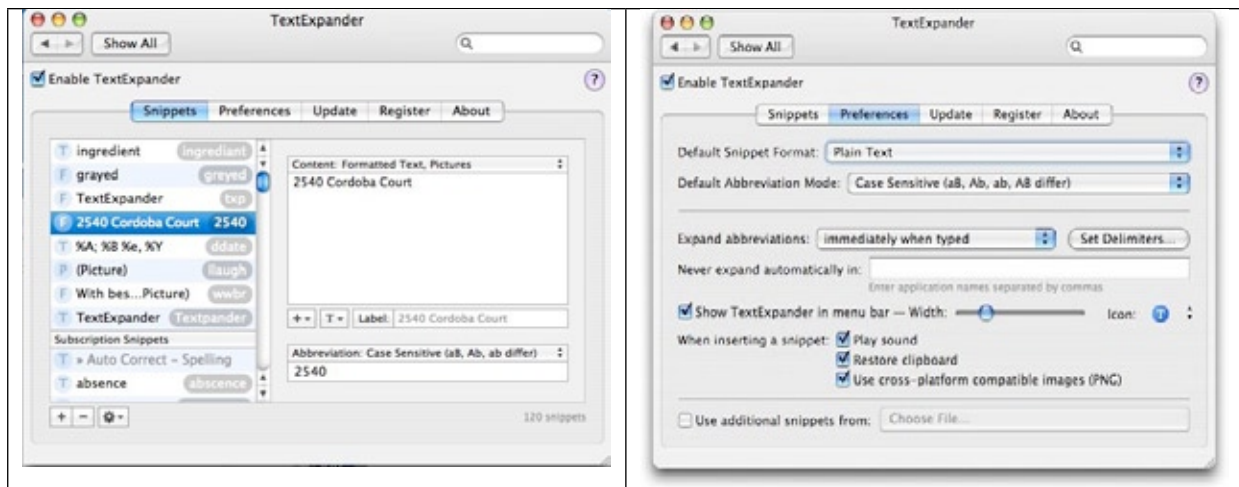 TextExpander
Show All
Enable TextExpander
?
Snippets Preferences Update Register About
T ingredient ingrediant
F grayed greyed
F TextExpander txp
F 2540 Cordoba Court 2540
T %A; %B %e, %Y ddate
P (Picture) llaugh
F With bes...Picture) wwbr
T TextExpander Textpander
Subscription Snippets
T » Auto Correct – Spelling
T absence abscence
Content: Formatted Text, Pictures
2540 Cordoba Court
+ T Label: 2540 Cordoba Court
Abbreviation: Case Sensitive (aB, Ab, ab differ)
2540
+ −
120 snippets
TextExpander
Show All
Enable TextExpander
?
Snippets Preferences Update Register About
Default Snippet Format: Plain Text
Default Abbreviation Mode: Case Sensitive (aB, Ab, ab, AB differ)
Expand abbreviations: immediately when typed Set Delimiters...
Never expand automatically in:
Enter application names separated by commas
Show TextExpander in menu bar — Width: Icon: T
When inserting a snippet: Play sound
Restore clipboard
Use cross-platform compatible images (PNG)
Use additional snippets from: Choose File...